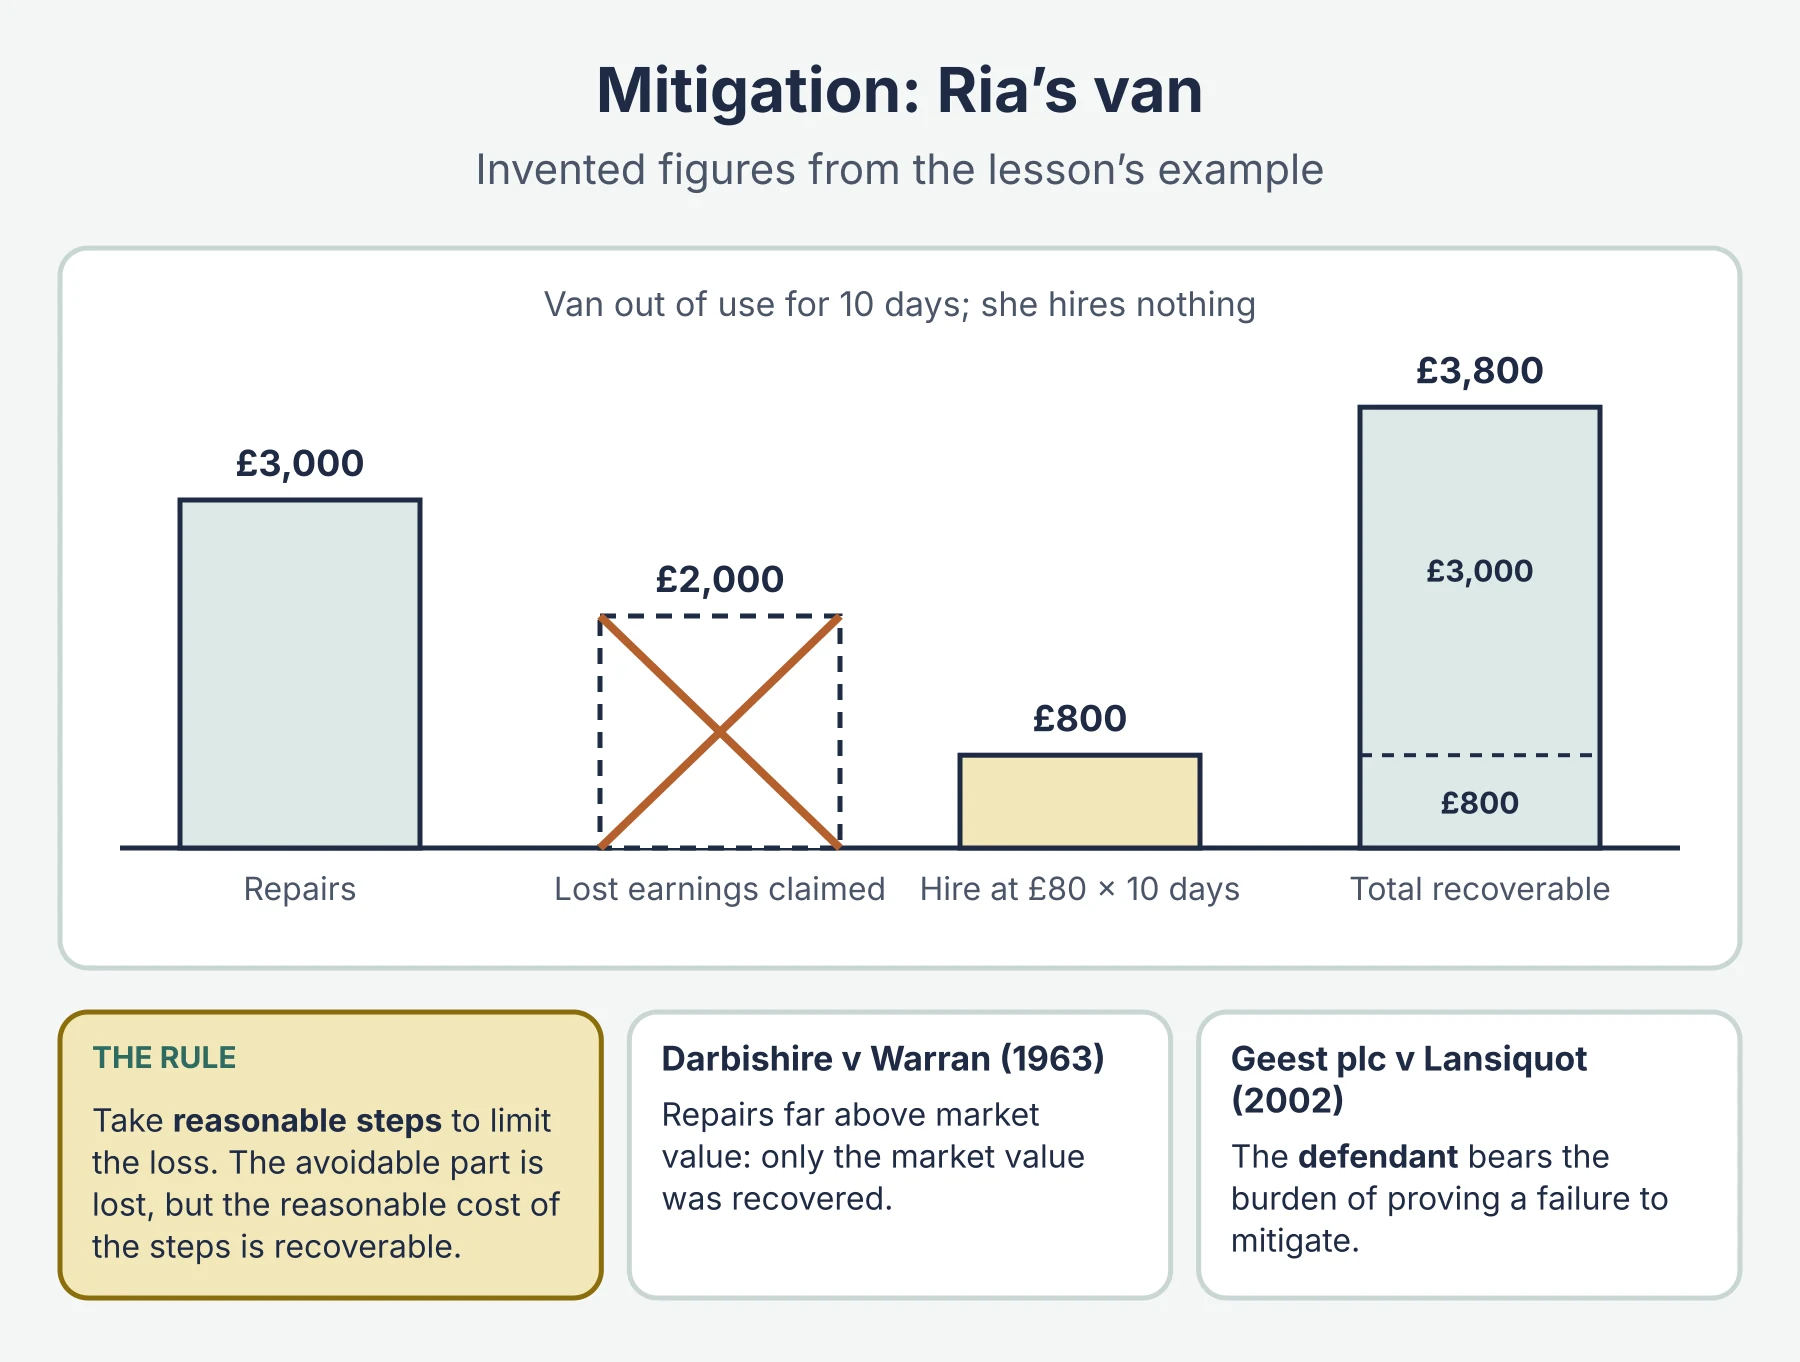 Mitigation: Ria’s van
Invented figures from the lesson’s example
Van out of use for 10 days; she hires nothing
£3,000
£2,000
£800
£3,800
£3,000
£800
Repairs
Lost earnings claimed
Hire at £80 × 10 days
Total recoverable
THE RULE
Take reasonable steps to limit
the loss. The avoidable part is
lost, but the reasonable cost of
the steps is recoverable.
Darbishire v Warran (1963)
Repairs far above market
value: only the market value
was recovered.
Geest plc v Lansiquot
(2002)
The defendant bears the
burden of proving a failure to
mitigate.